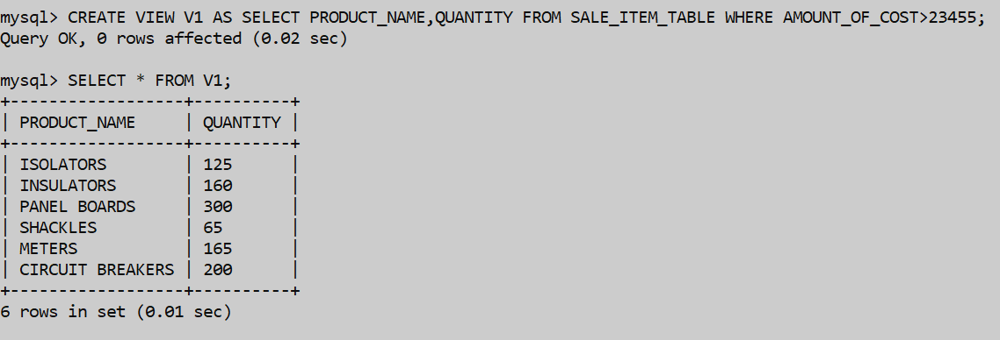 mysql> CREATE VIEW V1 AS SELECT PRODUCT_NAME,QUANTITY FROM SALE_ITEM_TABLE WHERE AMOUNT_OF_COST>23455;
Query OK, 0 rows affected (0.02 sec)
mysql> SELECT * FROM V1;
+------------------+----------+
| PRODUCT_NAME     | QUANTITY |
+------------------+----------+
| ISOLATORS        | 125      |
| INSULATORS       | 160      |
| PANEL BOARDS     | 300      |
| SHACKLES         | 65       |
| METERS           | 165      |
| CIRCUIT BREAKERS | 200      |
+------------------+----------+
6 rows in set (0.01 sec)